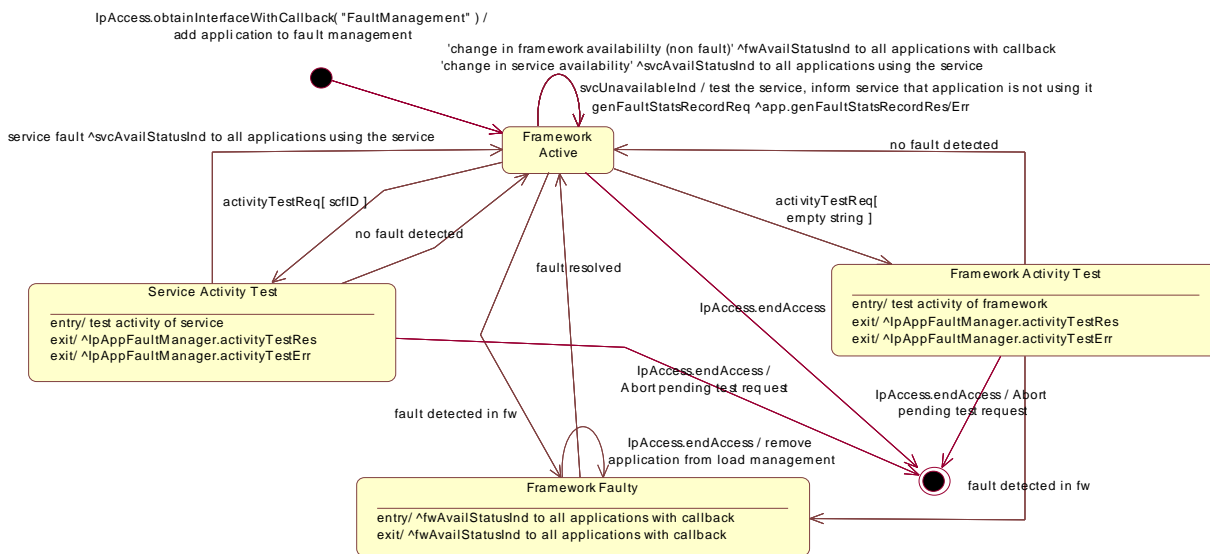 IpAccess.obtainInterfaceWithCallback( "FaultManagement" ) /
add application to fault management
'change in framework availablility (non fault)' ^fwAvailStatusInd to all applications with callback
'change in service availability' ^svcAvailStatusInd to all applications using the service
svcUnavailableInd / test the service, inform service that application is not using it
genFaultStatsRecordReq ^app.genFaultStatsRecordRes/Err
service fault ^svcAvailStatusInd to all applications using the service
Framework
Active
no fault detected
activityTestReq[ scfID ]
activityTestReq[
empty string ]
no fault detected
fault resolved
Service Activity Test
entry/ test activity of service
exit/ ^IpAppFaultManager.activityTestRes
exit/ ^IpAppFaultManager.activityTestErr
IpAccess.endAccess
Framework Activity Test
entry/ test activity of framework
exit/ ^IpAppFaultManager.activityTestRes
exit/ ^IpAppFaultManager.activityTestErr
IpAccess.endAccess /
Abort pending test request
IpAccess.endAccess / Abort
pending test request
fault detected in fw
IpAccess.endAccess / remove
application from load management
fault detected in fw
Framework Faulty
entry/ ^fwAvailStatusInd to all applications with callback
exit/ ^fwAvailStatusInd to all applications with callback